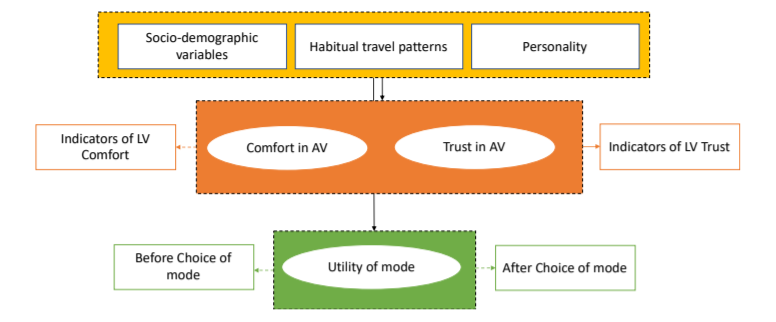 Socio-demographic
variables
Habitual travel patterns
Personality
Indicators of LV
Comfort
Comfort in AV
Trust in AV
Indicators of LV Trust
Before Choice of
mode
Utility of mode
After Choice of mode